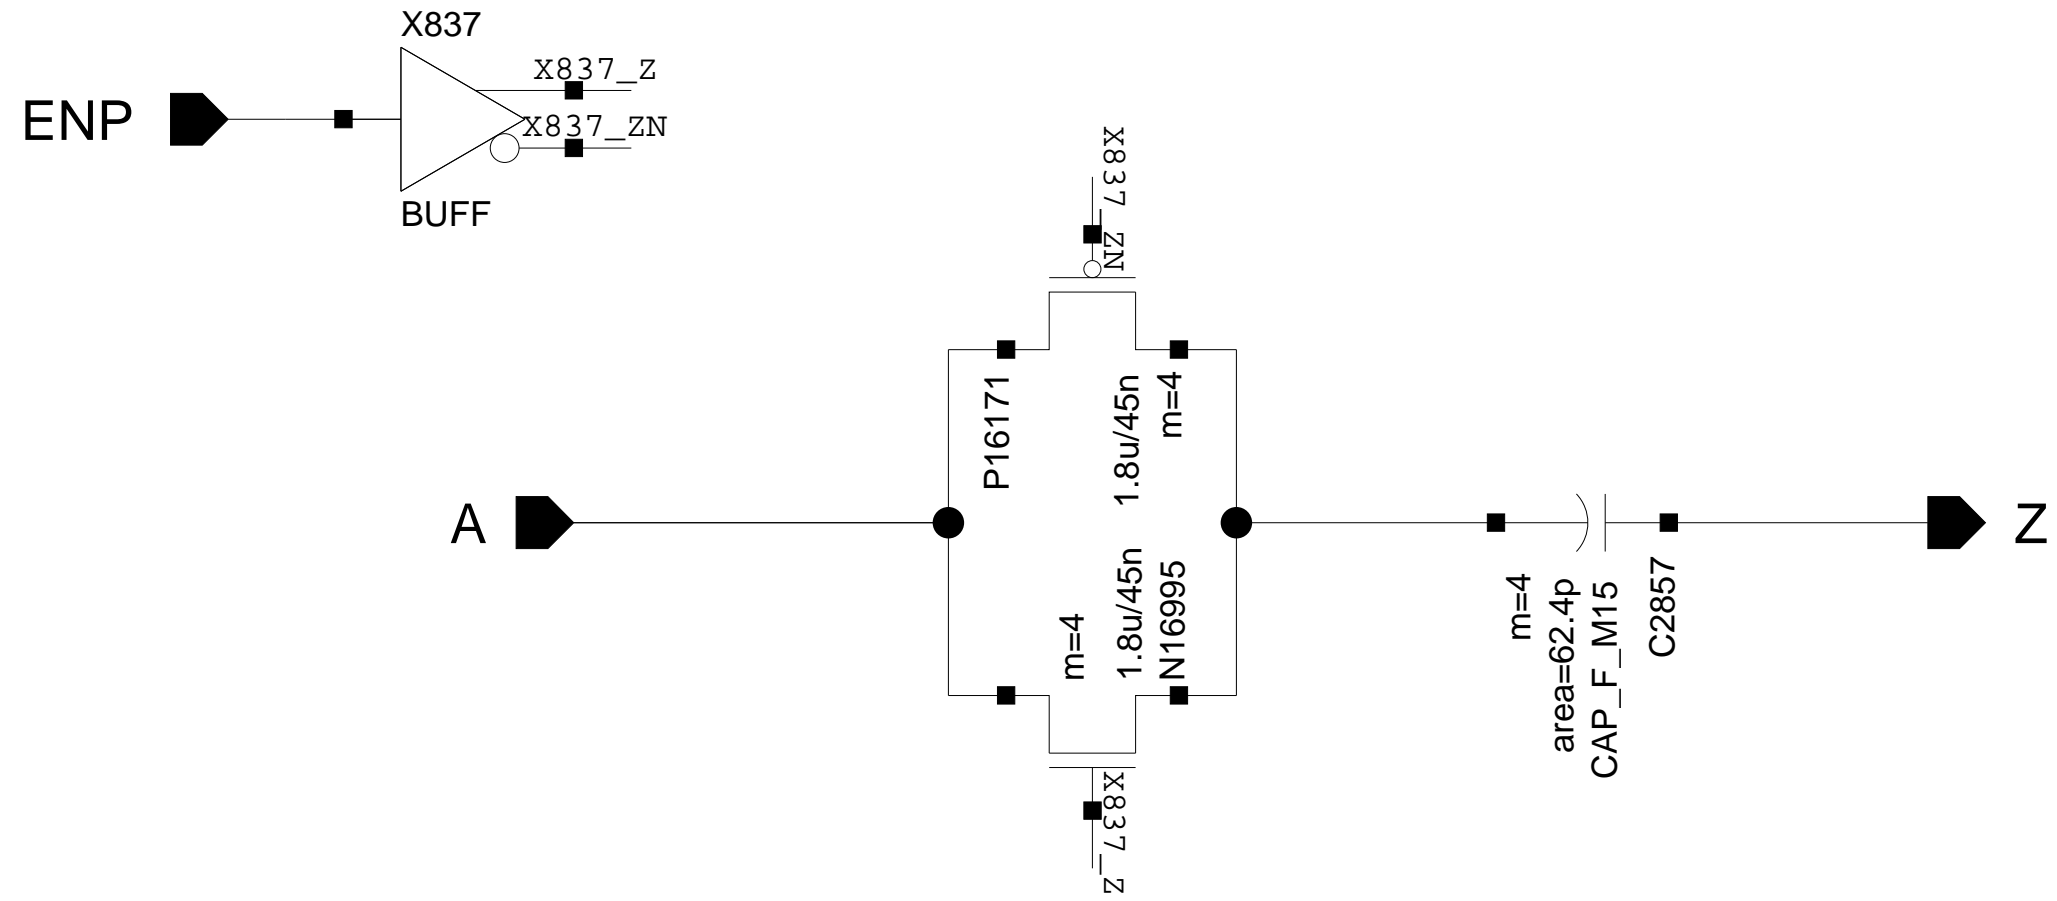 X837
X837_Z
ENP
X837_ZN
BUFF
X837_ZN
P16171
1.8u/45n
m=4
A
Z
m=4
1.8u/45n
N16995
m=4
area=62.4p
CAP_F_M15
C2857
X837_Z